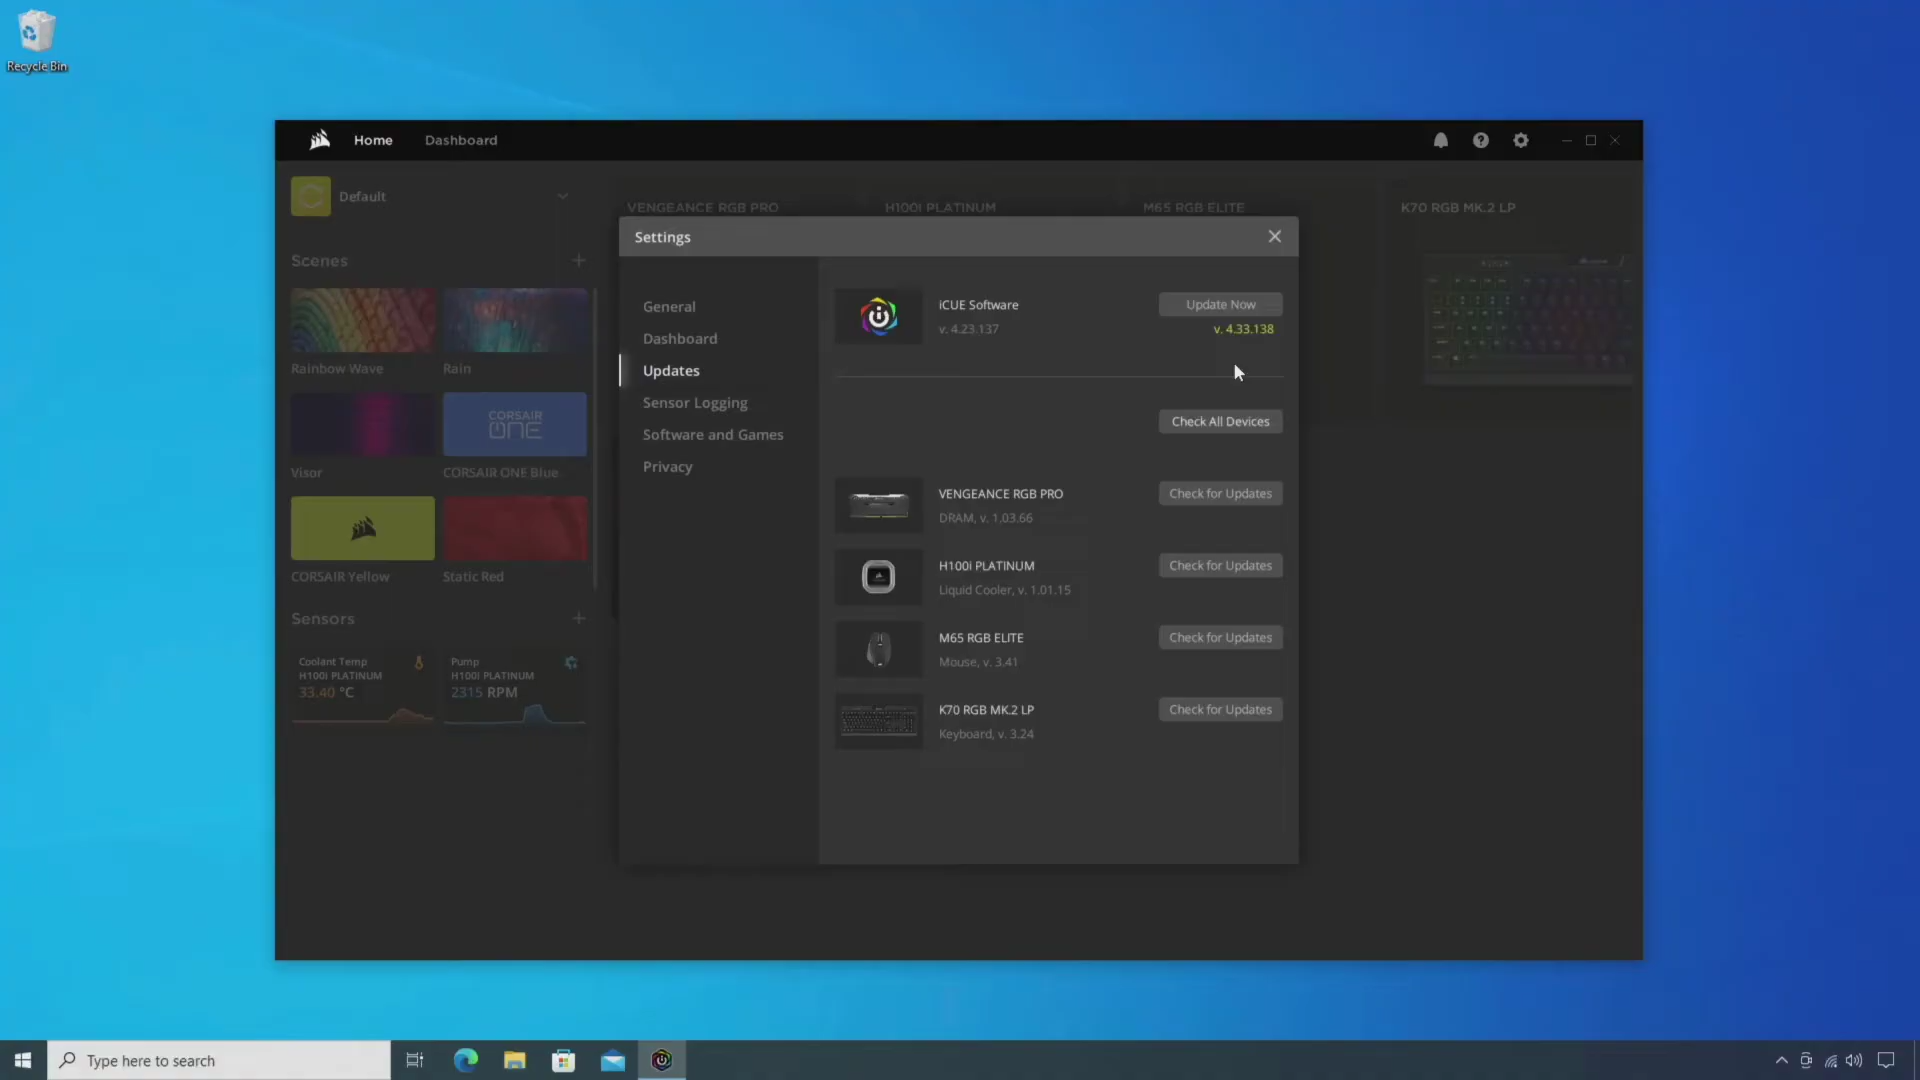 Recycle Bin
Home
Dashboard
Default
VENGEANCE RGB PRO
H100I PLATINUM
M65 RGB ELITE
K70 RGB MK.2 LP
Scenes
Rainbow Wave
Rain
CORSAIR
ONE
Visor
CORSAIR ONE Blue
CORSAIR Yellow
Static Red
Sensors
Coolant Temp
H100I PLATINUM
33.40 °C
Pump
H100I PLATINUM
2315 RPM
Settings
General
Dashboard
Updates
Sensor Logging
Software and Games
Privacy
iCUE Software
v. 4.23.137
Update Now
v. 4.33.138
Check All Devices
VENGEANCE RGB PRO
DRAM, v. 1.03.66
Check for Updates
H100i PLATINUM
Liquid Cooler, v. 1.01.15
Check for Updates
M65 RGB ELITE
Mouse, v. 3.41
Check for Updates
K70 RGB MK.2 LP
Keyboard, v. 3.24
Check for Updates
Type here to search